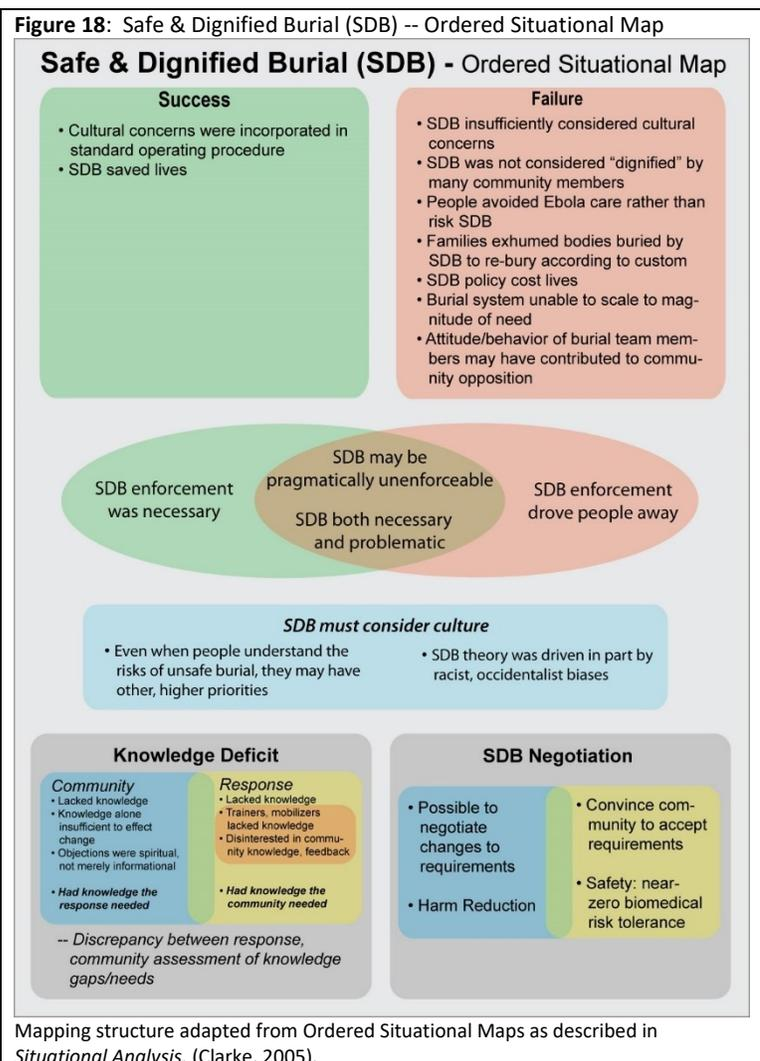 Figure 18:  Safe & Dignified Burial (SDB) -- Ordered Situational Map
Safe & Dignified Burial (SDB) - Ordered Situational Map
Success
• Cultural concerns were incorporated in
standard operating procedure
• SDB saved lives
Failure
• SDB insufficiently considered cultural
concerns
• SDB was not considered “dignified” by
many community members
• People avoided Ebola care rather than
risk SDB
• Families exhumed bodies buried by
SDB to re-bury according to custom
• SDB policy cost lives
• Burial system unable to scale to mag-
nitude of need
• Attitude/behavior of burial team mem-
bers may have contributed to commu-
nity opposition
SDB enforcement
was necessary
SDB may be
pragmatically unenforceable
SDB both necessary
and problematic
SDB enforcement
drove people away
SDB must consider culture
• Even when people understand the
risks of unsafe burial, they may have
other, higher priorities
• SDB theory was driven in part by
racist, occidentalist biases
Knowledge Deficit
Community
• Lacked knowledge
• Knowledge alone
insufficient to effect
change
• Objections were spiritual,
not merely informational
• Had knowledge the
response needed
Response
• Lacked knowledge
• Trainers, mobilizers
lacked knowledge
• Disinterested in commu-
nity knowledge, feedback
• Had knowledge the
community needed
-- Discrepancy between response,
community assessment of knowledge
gaps/needs
SDB Negotiation
• Possible to
negotiate
changes to
requirements
• Harm Reduction
• Convince com-
munity to accept
requirements
• Safety: near-
zero biomedical
risk tolerance
Mapping structure adapted from Ordered Situational Maps as described in
Situational Analysis. (Clarke, 2005).